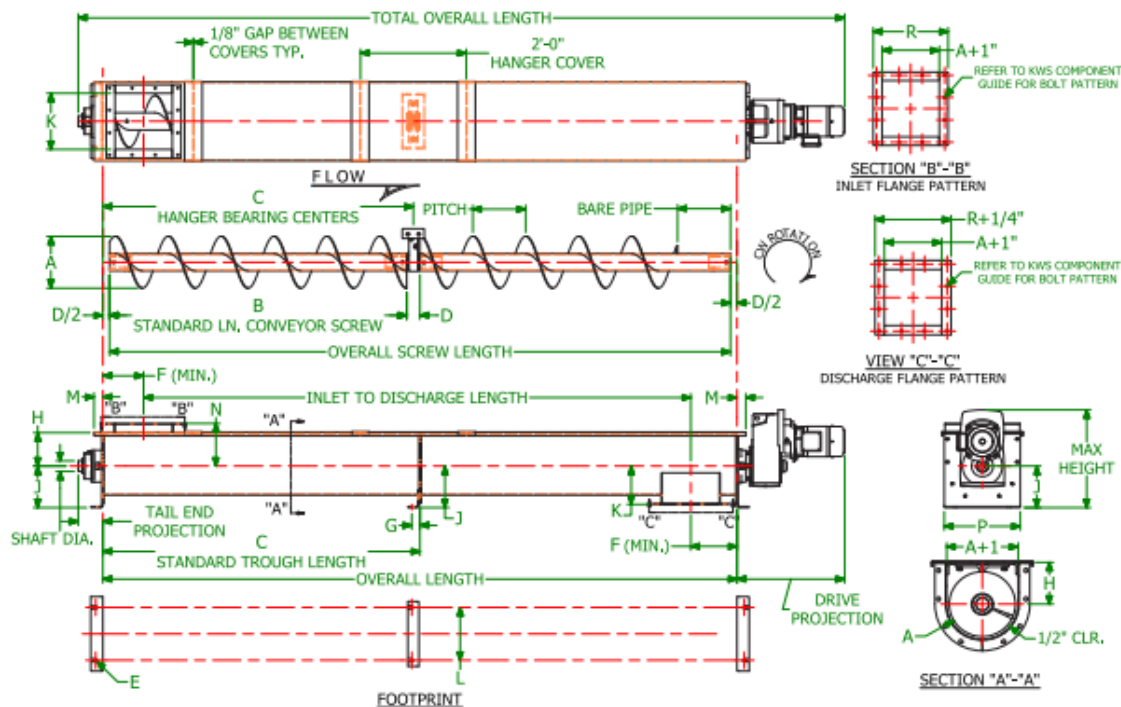 TOTAL OVERALL LENGTH
1/8" GAP BETWEEN
COVERS TYP.
2'-0"
HANGER COVER
K
R
A+1"
REFER TO KWS COMPONENT
GUIDE FOR BOLT PATTERN
SECTION "B"-"B"
INLET FLANGE PATTERN
FLOW
C
HANGER BEARING CENTERS
PITCH
BARE PIPE
A
ON ROTATION
R+1/4"
A+1"
REFER TO KWS COMPONENT
GUIDE FOR BOLT PATTERN
D/2
B
STANDARD LN. CONVEYOR SCREW
D
D/2
OVERALL SCREW LENGTH
VIEW "C"-"C"
DISCHARGE FLANGE PATTERN
F (MIN.)
M
"B"
"B"
N
"A"
INLET TO DISCHARGE LENGTH
M
H
J
MAX
HEIGHT
J
"A"
G
J
K
"C"
"C"
P
SHAFT DIA.
TAIL END
PROJECTION
C
STANDARD TROUGH LENGTH
F (MIN.)
A+1
H
OVERALL LENGTH
DRIVE
PROJECTION
A
1/2" CLR.
E
L
SECTION "A"-"A"
FOOTPRINT